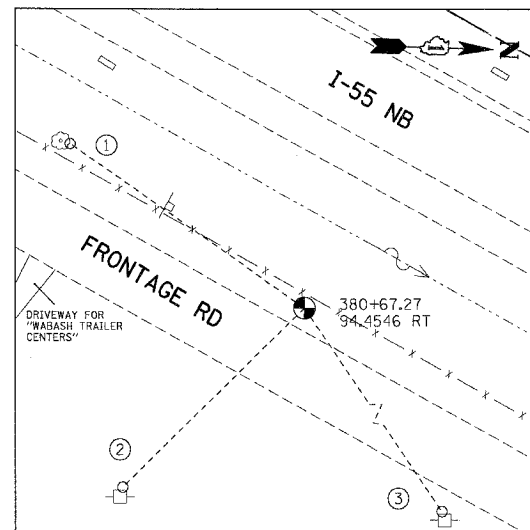 N
I-55 NB
1
FRONTAGE RD
380+67.27
94.4546 RT
DRIVEWAY FOR
"WABASH TRAILER
CENTERS"
2
3